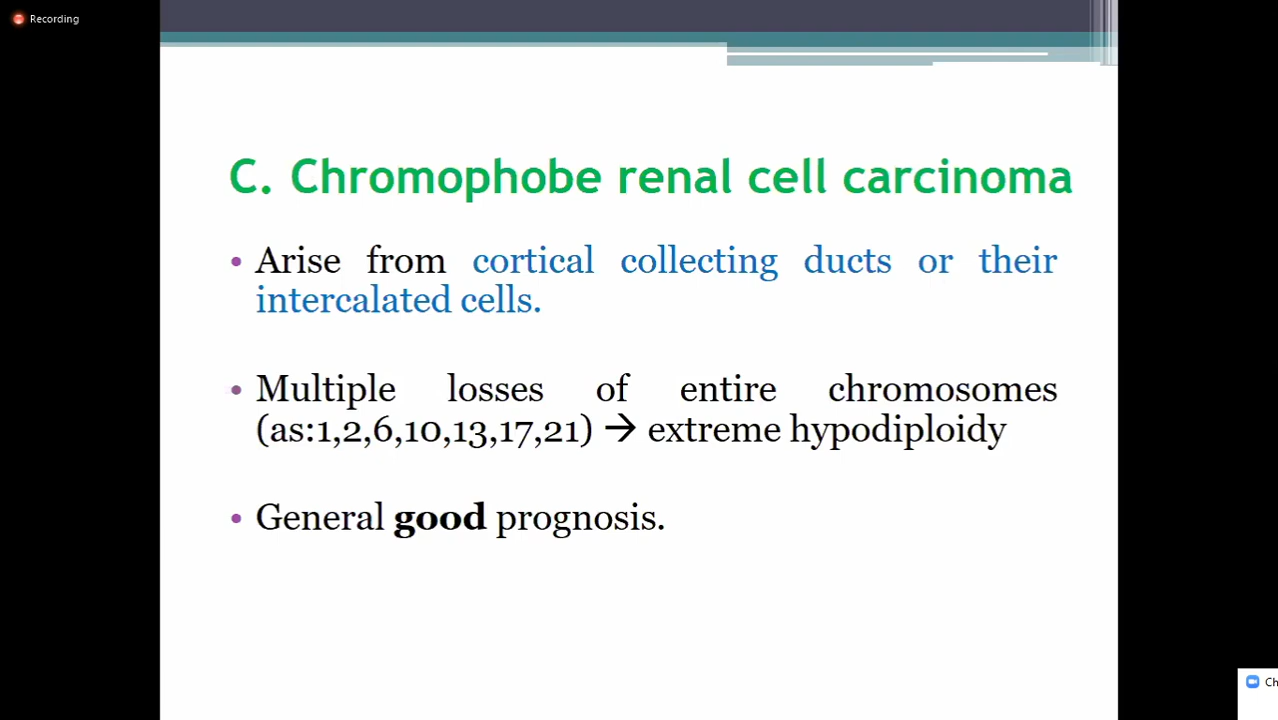 Recording
C. Chromophobe renal cell carcinoma
• Arise from cortical collecting ducts or their
intercalated cells.
• Multiple losses of entire chromosomes
(as:1,2,6,10,13,17,21) → extreme hypodiploidy
• General good prognosis.
Ch